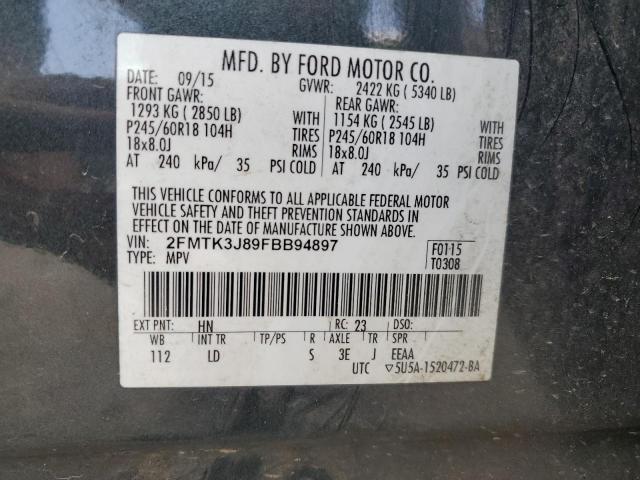 MFD. BY FORD MOTOR CO.
DATE: 09/15 GVWR: 2422 KG ( 5340 LB)
FRONT GAWR: REAR GAWR:
1293 KG ( 2850 LB) WITH 1154 KG ( 2545 LB) WITH
P245/60R18 104H TIRES P245/60R18 104H TIRES
18x8.0J RIMS 18x8.0J RIMS
AT 240 kPa/ 35 PSI COLD AT 240 kPa/ 35 PSI COLD
THIS VEHICLE CONFORMS TO ALL APPLICABLE FEDERAL MOTOR
VEHICLE SAFETY AND THEFT PREVENTION STANDARDS IN
EFFECT ON THE DATE OF MANUFACTURE SHOWN ABOVE.
VIN: 2FMTK3J89FBB94897 F0115
TYPE: MPV T0308
EXT PNT: HN RC: 23 DSO:
WB INT TR TP/PS R AXLE TR SPR
112 LD S 3E J EEAA
UTC ▽5U5A-1520472-BA